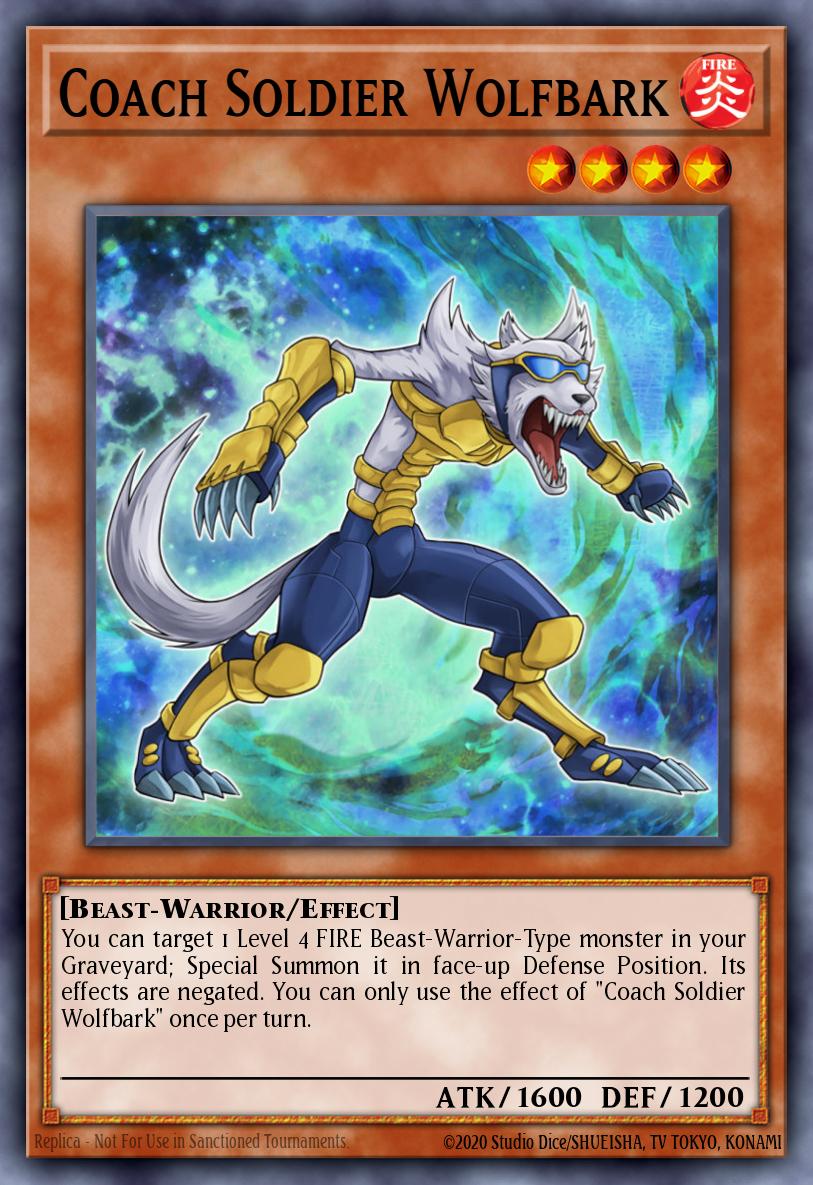 COACH SOLDIER WOLFBARK
FIRE
炎
[BEAST-WARRIOR/EFFECT]
You can target 1 Level 4 FIRE Beast-Warrior-Type monster in your
Graveyard; Special Summon it in face-up Defense Position. Its
effects are negated. You can only use the effect of "Coach Soldier
Wolfbark" once per turn.
ATK/1600 DEF/1200
Replica - Not For Use in Sanctioned Tournaments.
©2020 Studio Dice/SHUEISHA, TV TOKYO, KONAMI